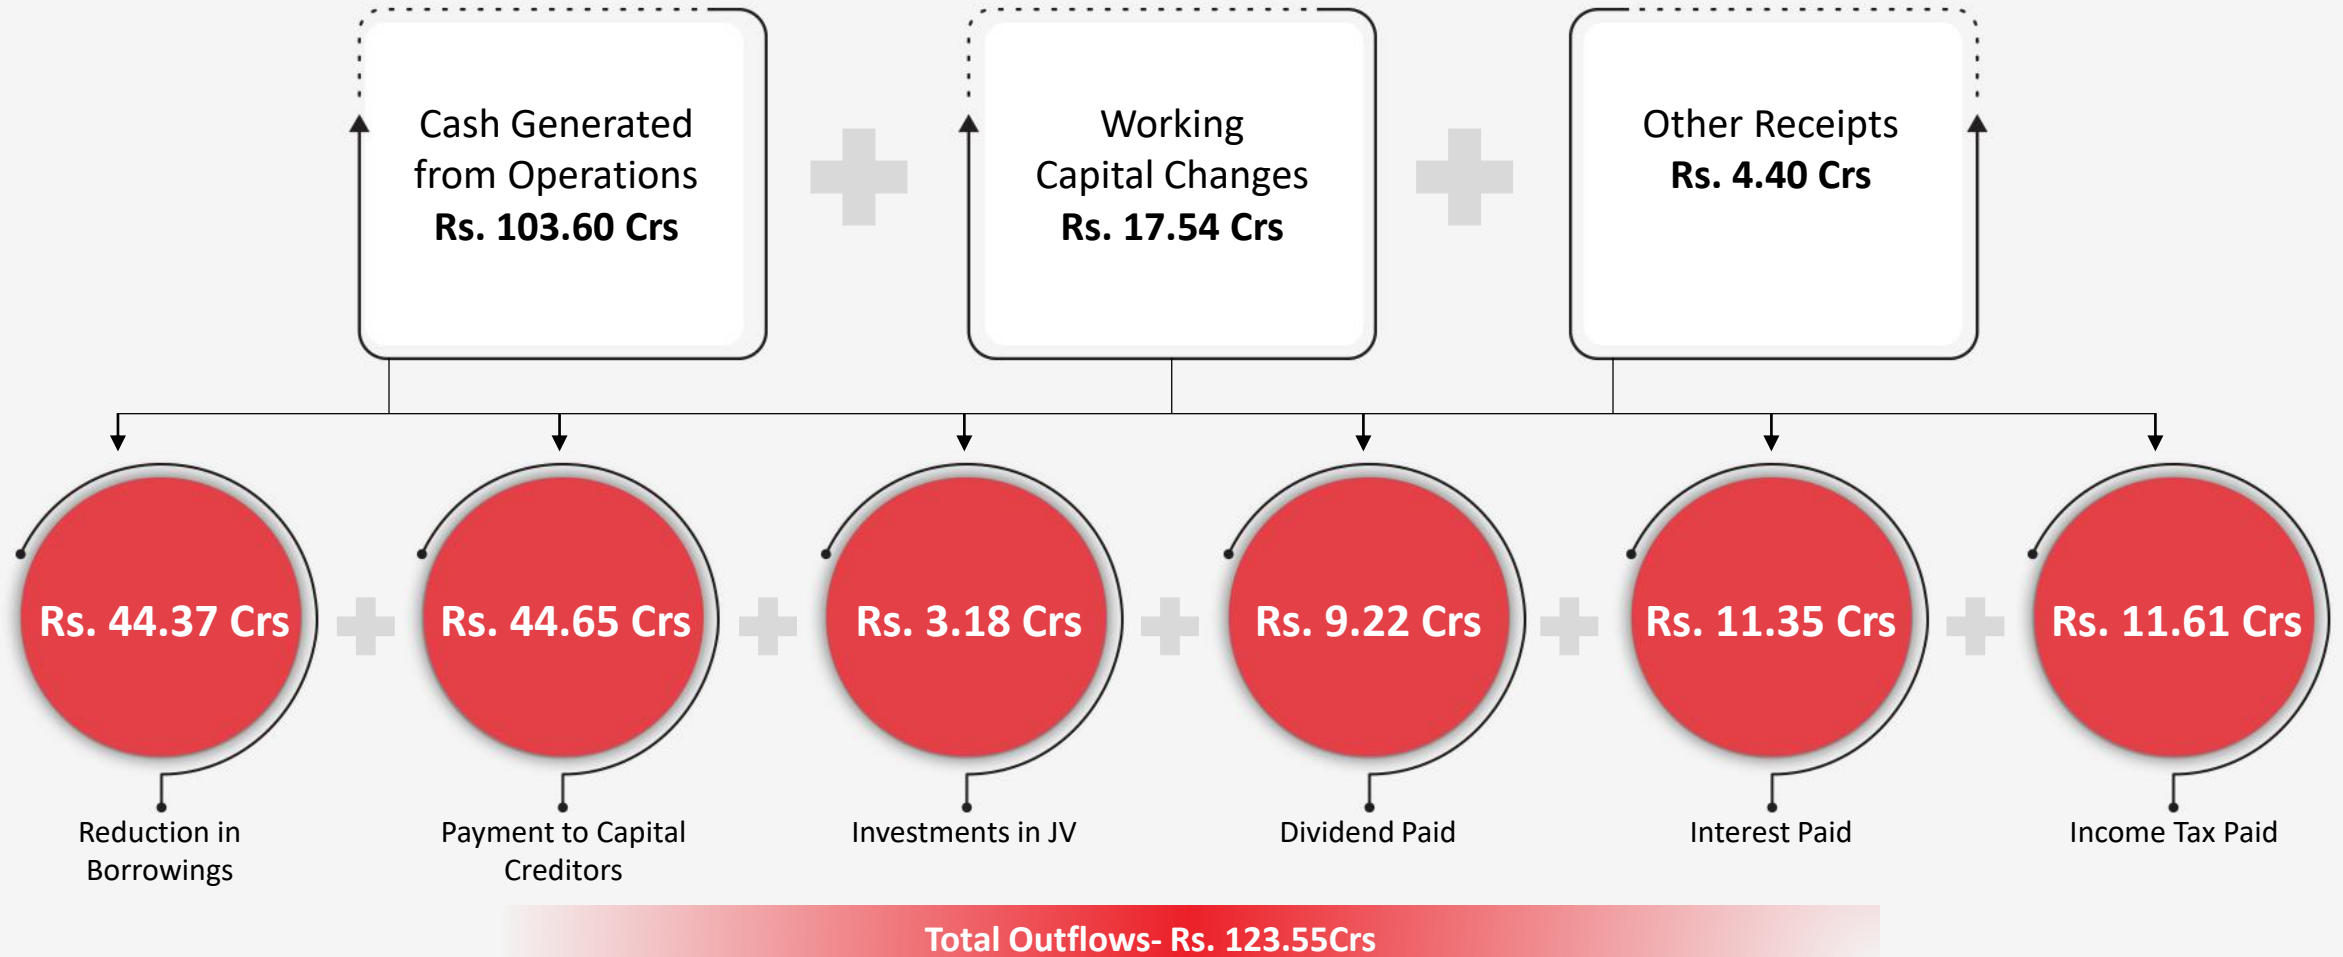 Cash Generated
from Operations
Rs. 103.60 Crs
Working
Capital Changes
Rs. 17.54 Crs
Other Receipts
Rs. 4.40 Crs
Rs. 44.37 Crs
Rs. 44.65 Crs
Rs. 3.18 Crs
Rs. 9.22 Crs
Rs. 11.35 Crs
Rs. 11.61 Crs
Reduction in
Borrowings
Payment to Capital
Creditors
Investments in JV
Dividend Paid
Interest Paid
Income Tax Paid
Total Outflows- Rs. 123.55Crs